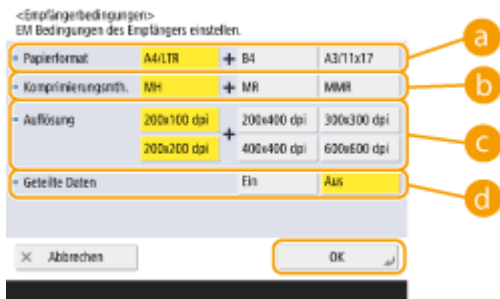 <Empfängerbedingungen>
EM Bedingungen des Empfängers einstellen.
Papierformat A4/LTR + B4 A3/11x17 a
Komprimierungsmth. MH + MR MMR b
Auflösung 200x100 dpi + 200x400 dpi 300x300 dpi
200x200 dpi 400x400 dpi 600x600 dpi c
Geteilte Daten Ein Aus d
× Abbrechen OK